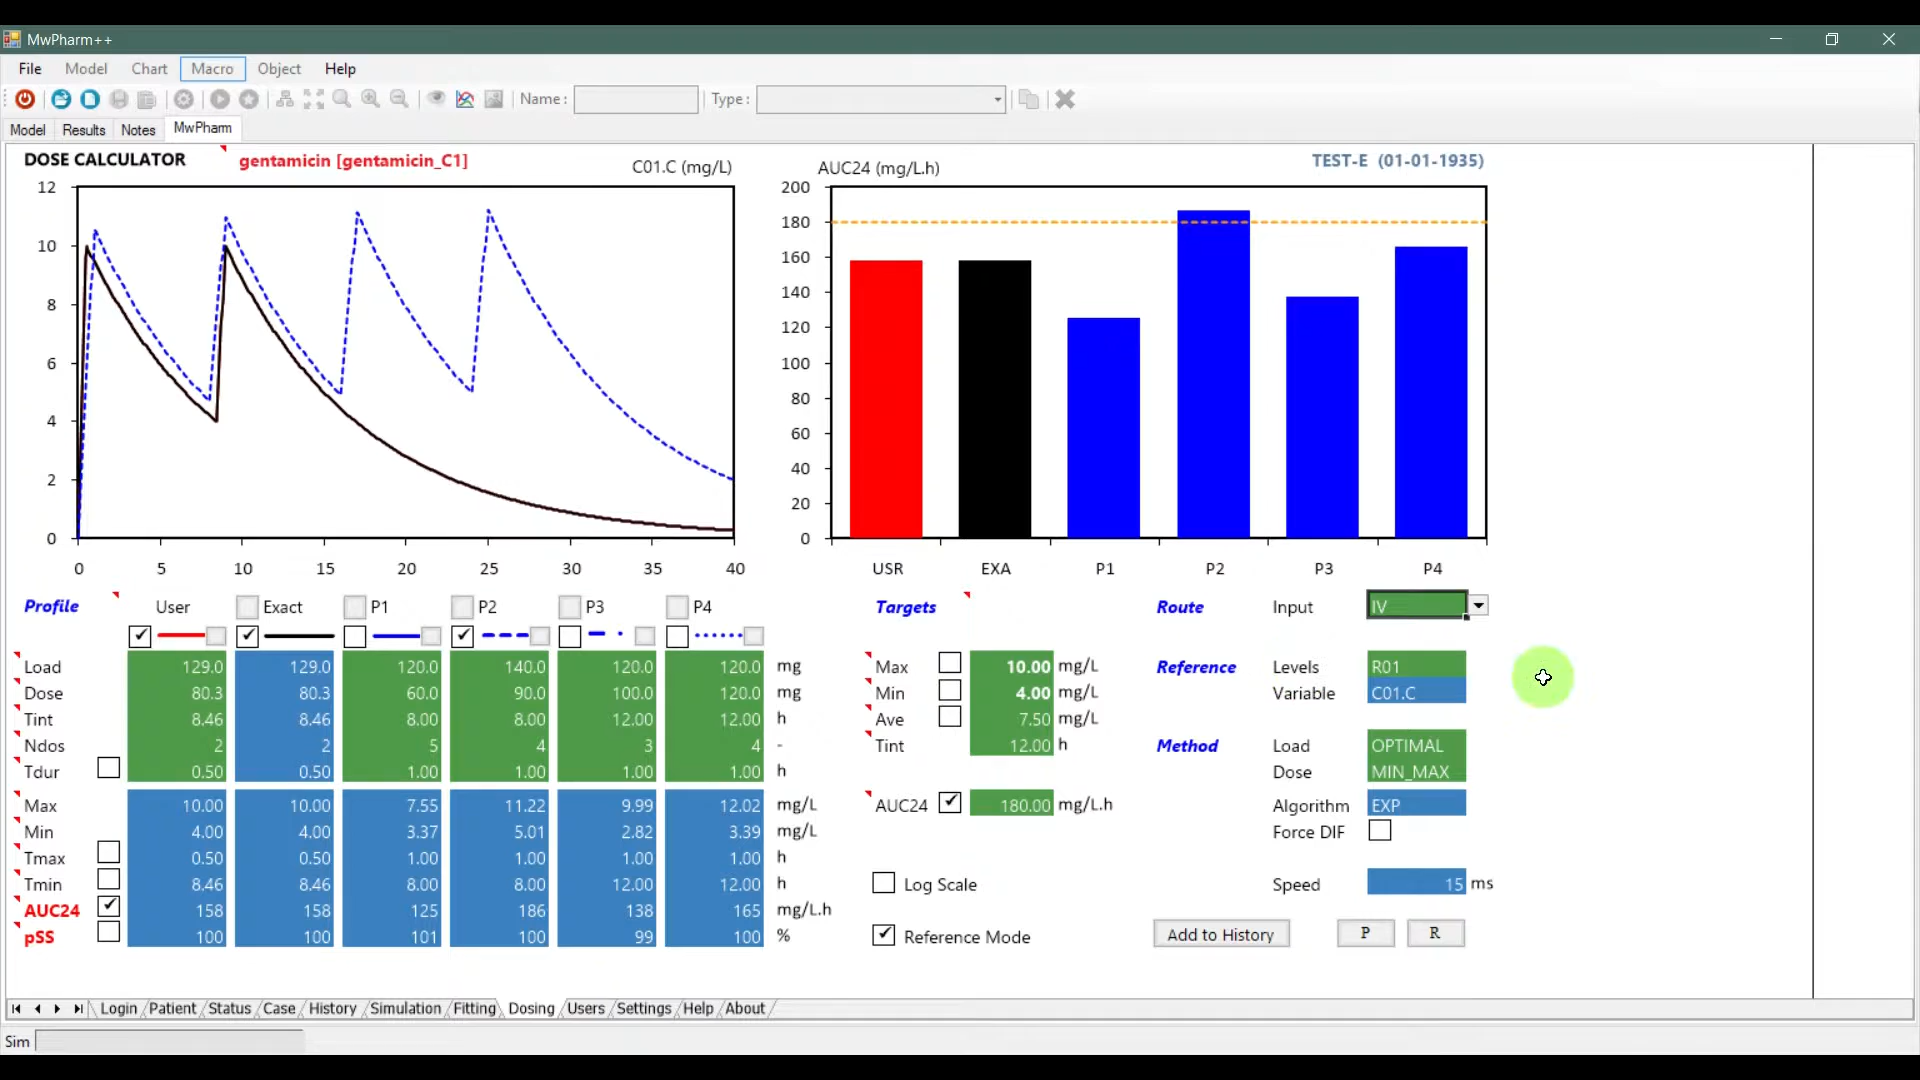 MwPharm++
File Model Chart Macro Object Help
Name : Type :
Model Results Notes MwPharm
DOSE CALCULATOR gentamicin [gentamicin_C1] C01.C (mg/L) AUC24 (mg/L.h) TEST-E (01-01-1935)
12 200
180
10 160
140
8 120
6 100
80
4 60
40
2 20
0 0
0 5 10 15 20 25 30 35 40 USR EXA P1 P2 P3 P4
Profile User Exact P1 P2 P3 P4 Targets Route Input IV
Load 129.0 129.0 120.0 140.0 120.0 120.0 mg Max 10.00 mg/L Reference Levels R01
Dose 80.3 80.3 60.0 90.0 100.0 120.0 mg Min 4.00 mg/L Variable C01.C
Tint 8.46 8.46 8.00 8.00 12.00 12.00 h Ave 7.50 mg/L
Ndos 2 2 5 4 3 4 - Tint 12.00 h Method Load OPTIMAL
Tdur 0.50 0.50 1.00 1.00 1.00 1.00 h Dose MIN_MAX
Max 10.00 10.00 7.55 11.22 9.99 12.02 mg/L AUC24 180.00 mg/L.h Algorithm EXP
Min 4.00 4.00 3.37 5.01 2.82 3.39 mg/L Force DIF
Tmax 0.50 0.50 1.00 1.00 1.00 1.00 h
Tmin 8.46 8.46 8.00 8.00 12.00 12.00 h Log Scale Speed 15 ms
AUC24 158 158 125 186 138 165 mg/L.h
pSS 100 100 101 100 99 100 % Reference Mode Add to History P R
Login Patient Status Case History Simulation Fitting Dosing Users Settings Help About
Sim